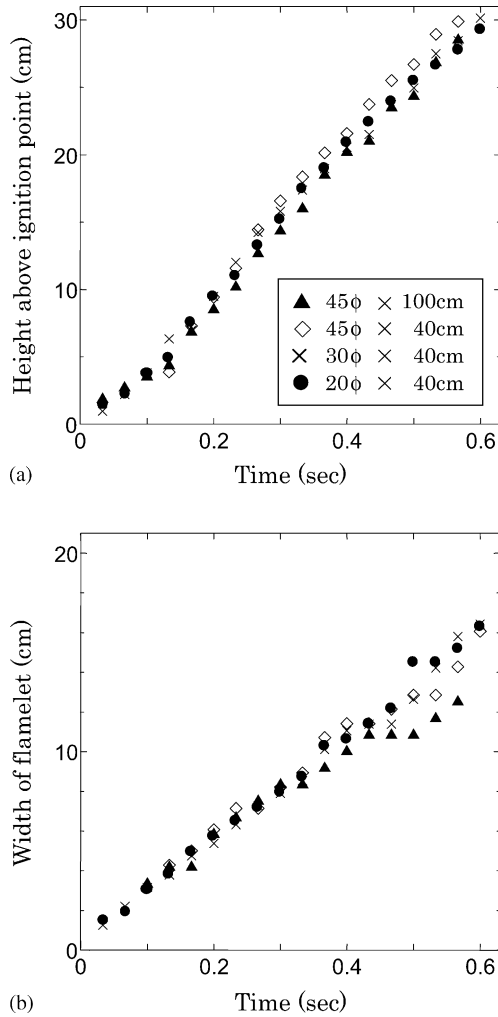 30
20
10
0
Height above ignition point (cm)
45ϕ × 100cm
45ϕ × 40cm
30ϕ × 40cm
20ϕ × 40cm
0.2
0.4
0.6
Time (sec)
(a)
20
10
0
Width of flamelet (cm)
0
0.2
0.4
0.6
Time (sec)
(b)